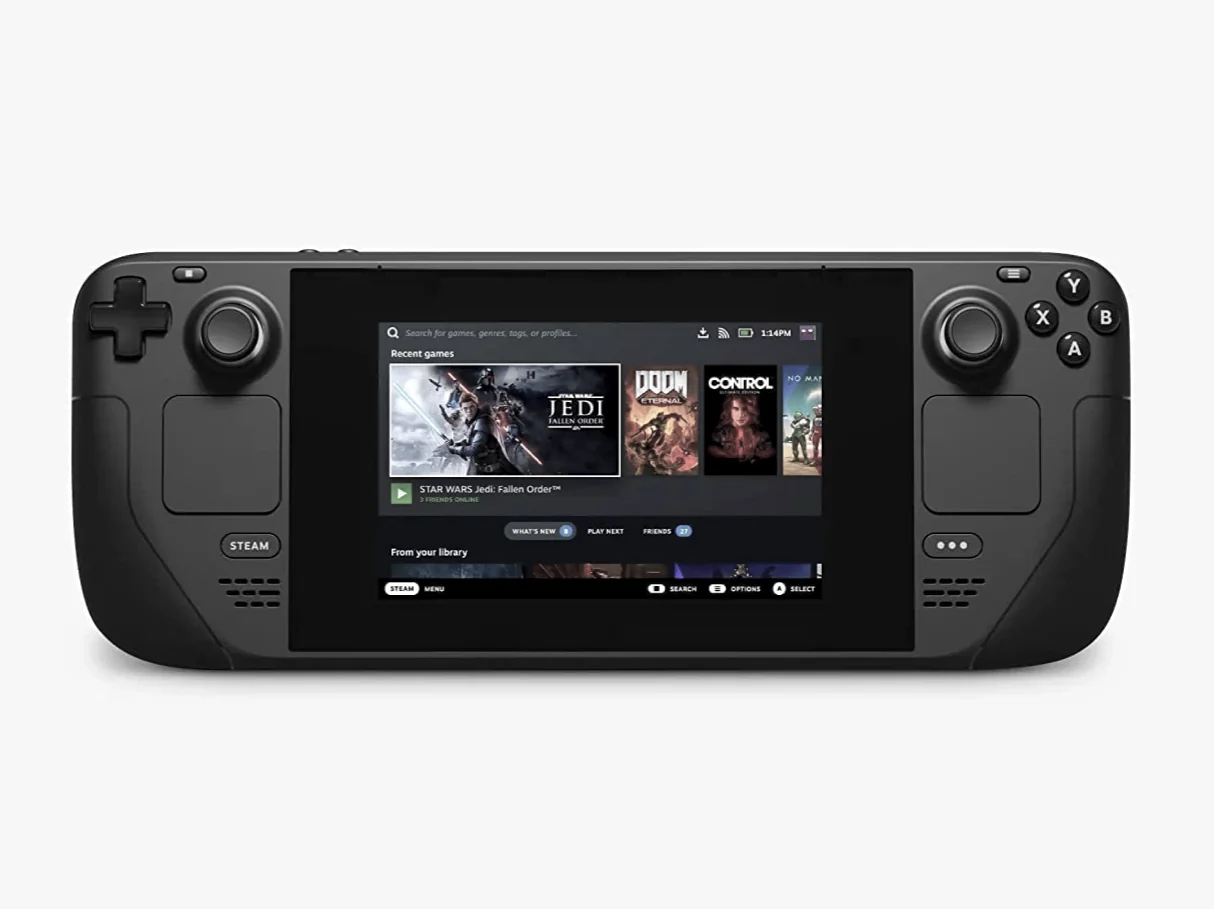 Search for games, genres, tags, or profiles...
1:14PM
Recent games
STAR WARS
JEDI
FALLEN ORDER
DOOM
ETERNAL
CONTROL
ULTIMATE EDITION
NO MAN
STAR WARS Jedi: Fallen Order™
3 FRIENDS ONLINE
WHAT'S NEW
PLAY NEXT
FRIENDS 27
From your library
STEAM MENU
SEARCH
OPTIONS
A SELECT
STEAM
Y
X
B
A